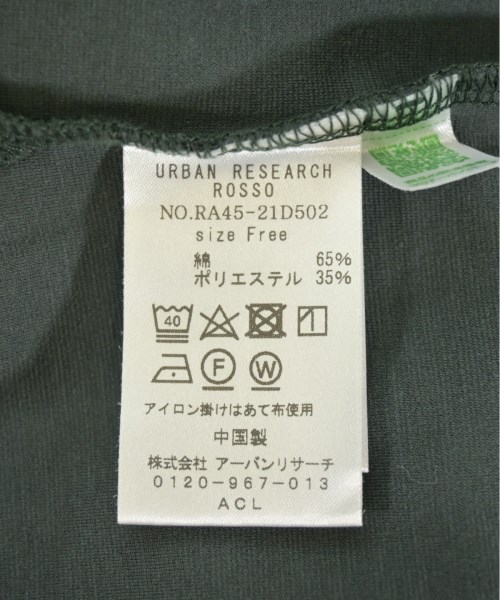 URBAN RESEARCH
ROSSO
NO.RA45-21D502
size Free
綿 65%
ポリエステル 35%
40
F W
アイロン掛けはあて布使用
中国製
株式会社 アーバンリサーチ
0120-967-013
ACL